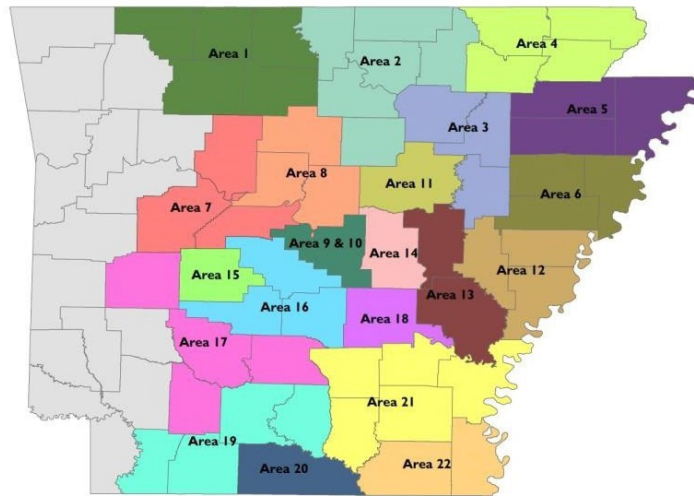 Area 1
Area 2
Area 4
Area 5
Area 3
Area 8
Area 11
Area 6
Area 7
Area 9 & 10
Area 14
Area 12
Area 15
Area 13
Area 16
Area 18
Area 17
Area 21
Area 19
Area 20
Area 22